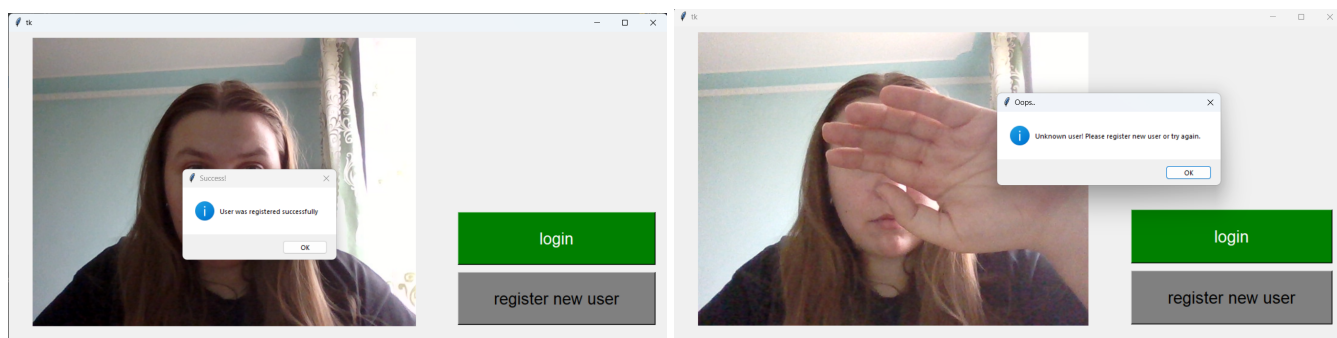 tk
Success!
User was registered successfully
OK
login
register new user
tk
Oops..
Unknown user! Please register new user or try again.
OK
login
register new user